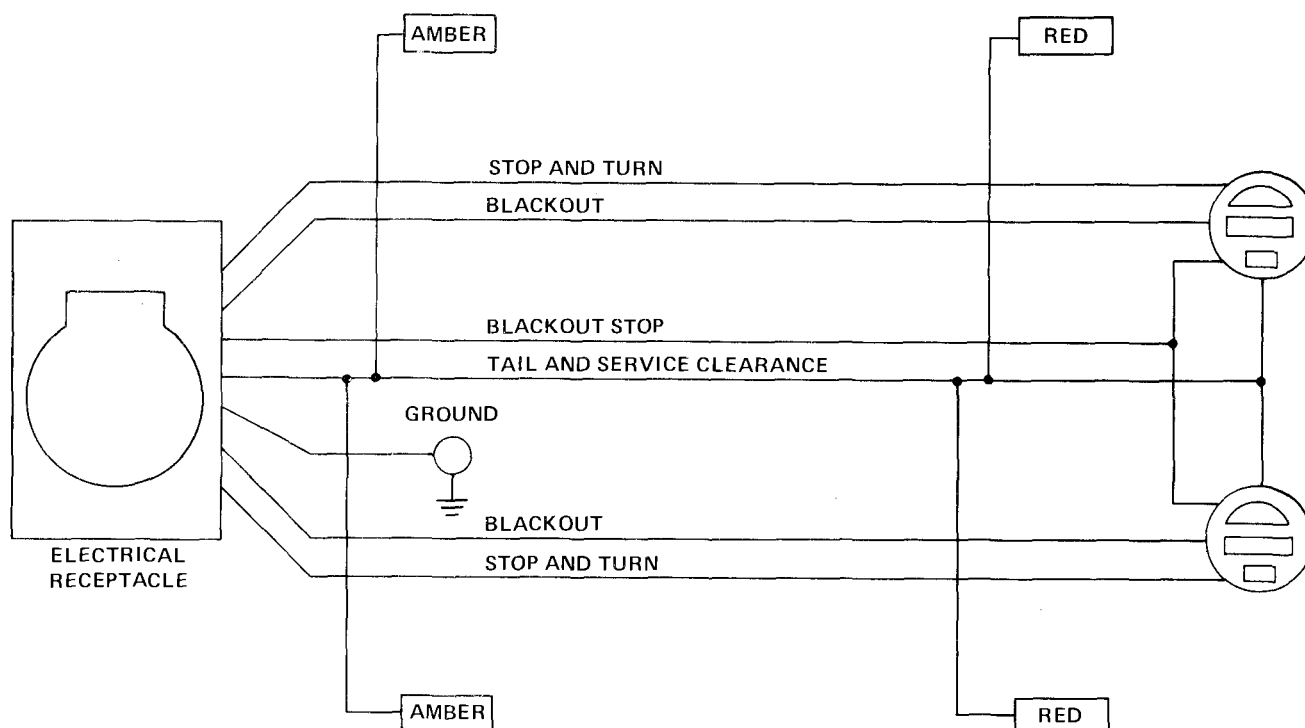 AMBER
RED
STOP AND TURN
BLACKOUT
BLACKOUT STOP
TAIL AND SERVICE CLEARANCE
GROUND
BLACKOUT
ELECTRICAL
RECEPTACLE
STOP AND TURN
AMBER
RED